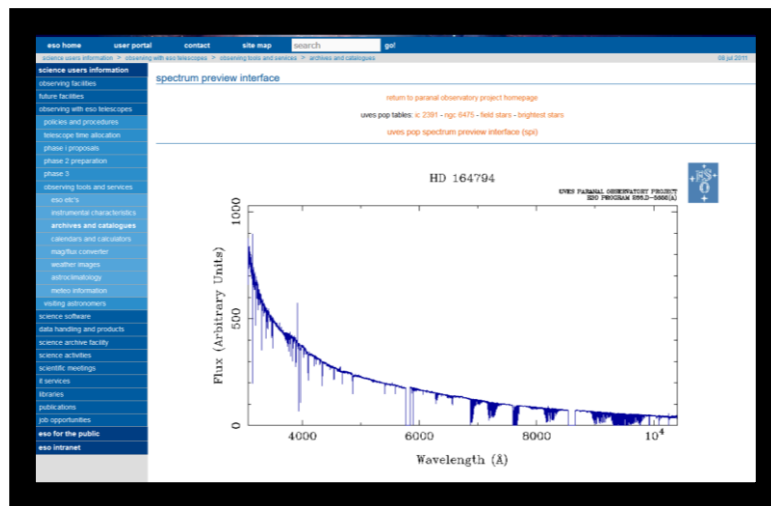 eso home user portal contact site map search go!
science users information > observing with eso telescopes > observing tools and services > archives and catalogues 08 jul 2011
science users information
observing facilities
future facilities
observing with eso telescopes
policies and procedures
telescope time allocation
phase i proposals
phase 2 preparation
phase 3
observing tools and services
eso etc's
instrumental characteristics
archives and catalogues
calendars and calculators
mag/flux converter
weather images
astroclimatology
meteo information
visiting astronomers
science software
data handling and products
science archive facility
science activities
scientific meetings
it services
libraries
publications
job opportunities
eso for the public
eso intranet
spectrum preview interface
return to paranal observatory project homepage
uves pop tables: ic 2391 - ngc 6475 - field stars - brightest stars
uves pop spectrum preview interface (spi)
HD 164794
UVES PARANAL OBSERVATORY PROJECT
ESO
Flux (Arbitrary Units)
1000
500
0
4000 6000 8000 10⁴
Wavelength (Å)